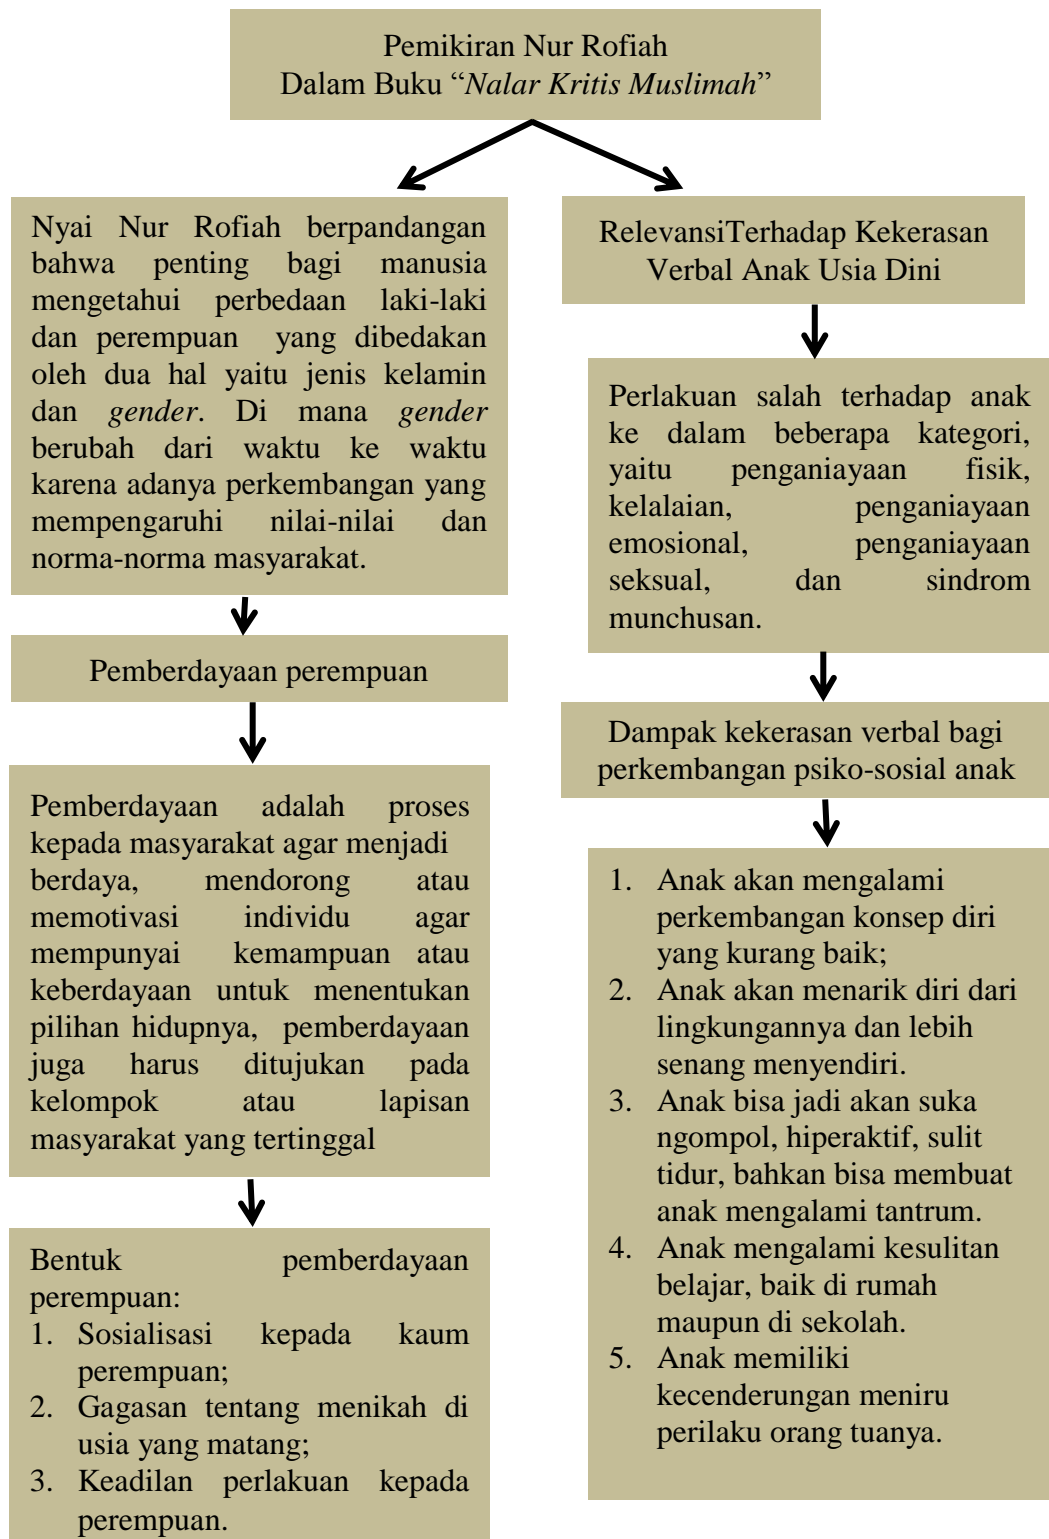 Pemikiran Nur Rofiah
Dalam Buku “Nalar Kritis Muslimah”
Nyai Nur Rofiah berpandangan
bahwa penting bagi manusia
mengetahui perbedaan laki-laki
dan perempuan yang dibedakan
oleh dua hal yaitu jenis kelamin
dan gender. Di mana gender
berubah dari waktu ke waktu
karena adanya perkembangan yang
mempengaruhi nilai-nilai dan
norma-norma masyarakat.
Pemberdayaan perempuan
Pemberdayaan adalah proses
kepada masyarakat agar menjadi
berdaya, mendorong atau
memotivasi individu agar
mempunyai kemampuan atau
keberdayaan untuk menentukan
pilihan hidupnya, pemberdayaan
juga harus ditujukan pada
kelompok atau lapisan
masyarakat yang tertinggal
Bentuk pemberdayaan
perempuan:
1. Sosialisasi kepada kaum
perempuan;
2. Gagasan tentang menikah di
usia yang matang;
3. Keadilan perlakuan kepada
perempuan.
RelevansiTerhadap Kekerasan
Verbal Anak Usia Dini
Perlakuan salah terhadap anak
ke dalam beberapa kategori,
yaitu penganiayaan fisik,
kelalaian, penganiayaan
emosional, penganiayaan
seksual, dan sindrom
munchusan.
Dampak kekerasan verbal bagi
perkembangan psiko-sosial anak
1. Anak akan mengalami
perkembangan konsep diri
yang kurang baik;
2. Anak akan menarik diri dari
lingkungannya dan lebih
senang menyendiri.
3. Anak bisa jadi akan suka
ngompol, hiperaktif, sulit
tidur, bahkan bisa membuat
anak mengalami tantrum.
4. Anak mengalami kesulitan
belajar, baik di rumah
maupun di sekolah.
5. Anak memiliki
kecenderungan meniru
perilaku orang tuanya.